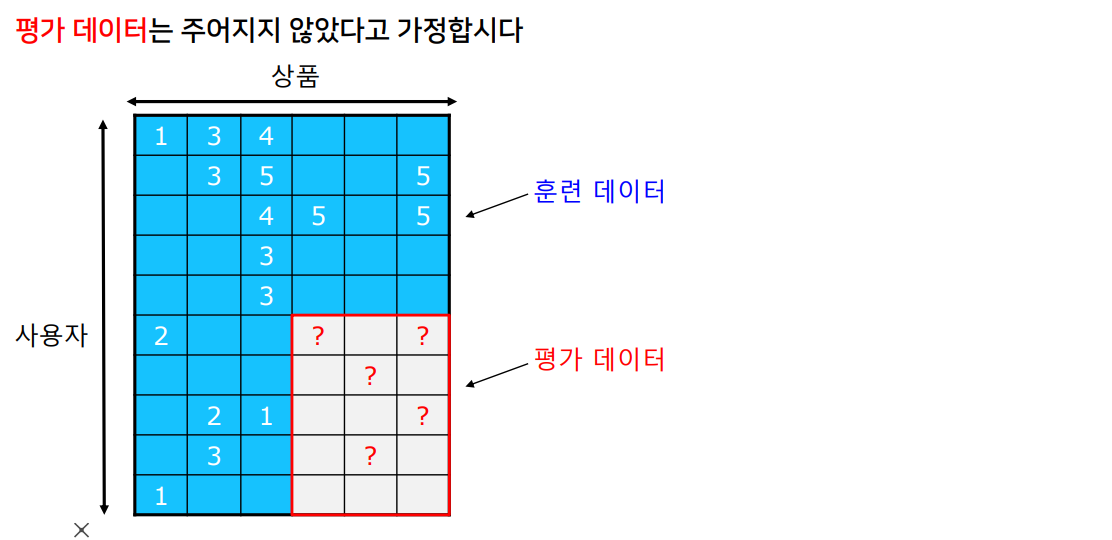 평가 데이터는 주어지지 않았다고 가정합시다
상품
1 3 4
3 5 5
훈련 데이터
4 5 5
3
3
사용자
2 ? ?
평가 데이터
?
2 1 ?
3 ?
1